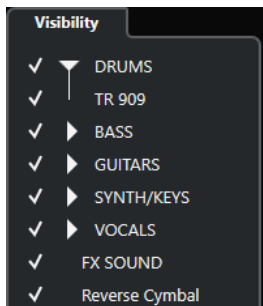 Visibility
DRUMS
TR 909
BASS
GUITARS
SYNTH/KEYS
VOCALS
FX SOUND
Reverse Cymbal